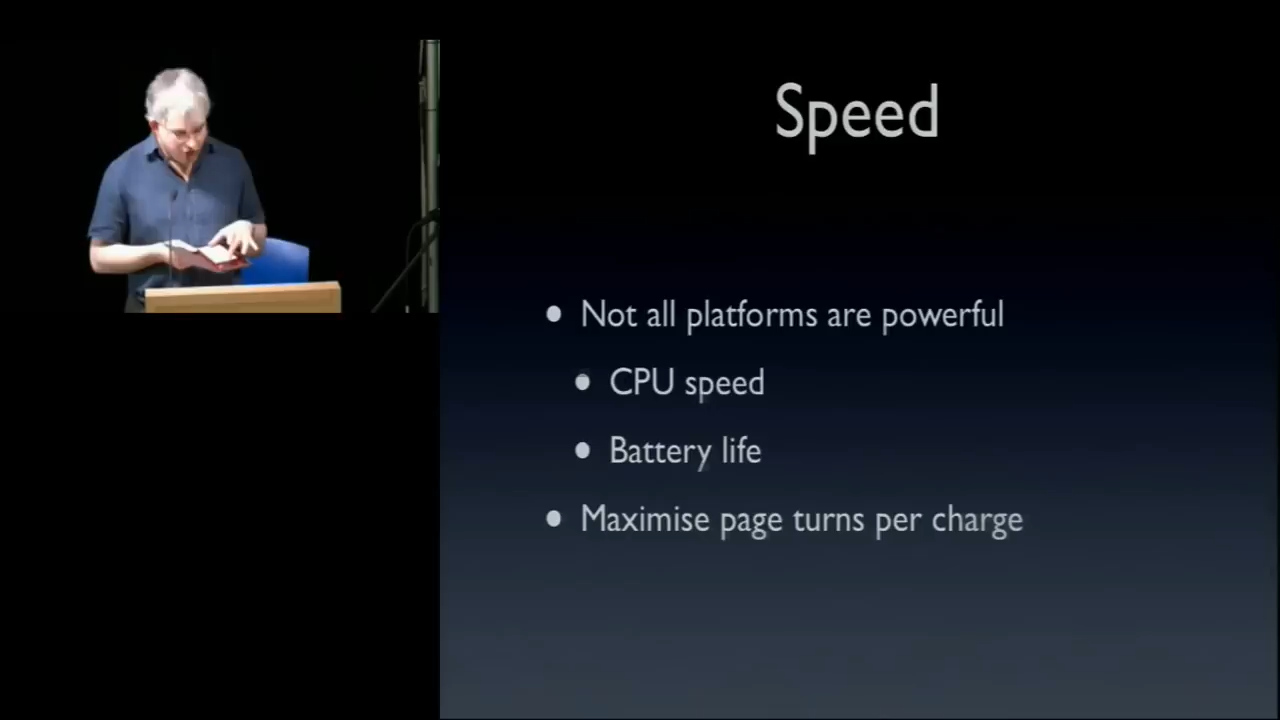 Speed
Not all platforms are powerful
CPU speed
Battery life
Maximise page turns per charge